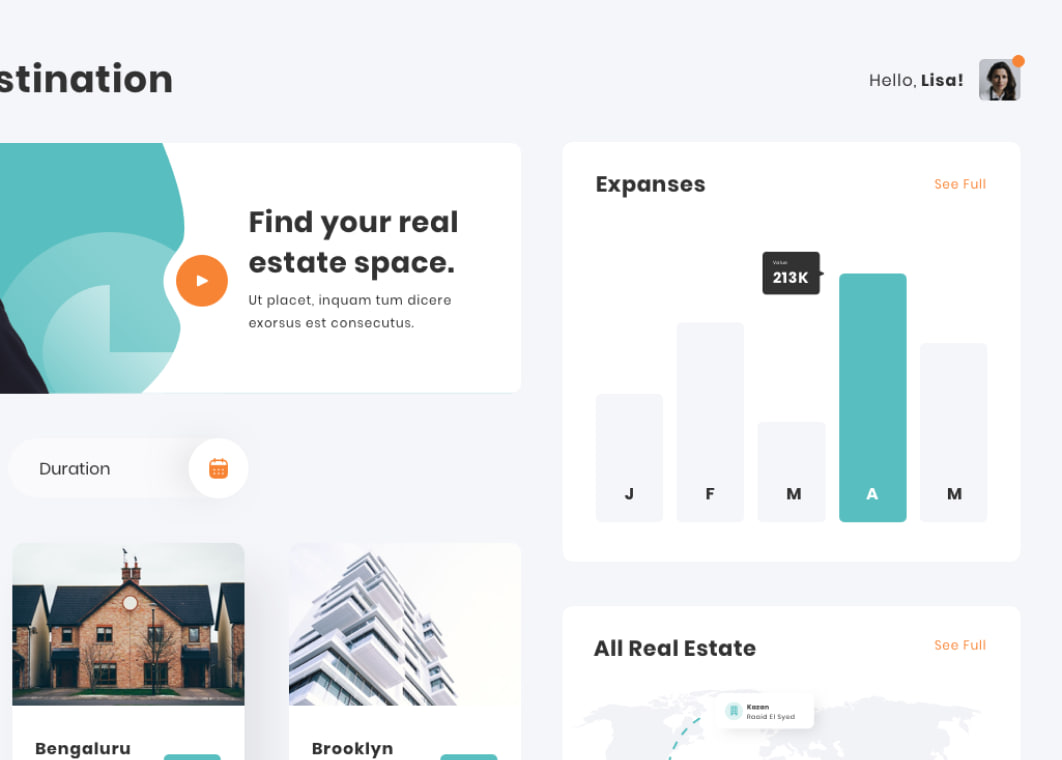 stination
Hello, Lisa!
Find your real
estate space.
Ut placet, inquam tum dicere
exorsus est consecutus.
Expanses
See Full
Value
213K
J
F
M
A
M
Duration
Bengaluru
Brooklyn
All Real Estate
See Full
Kazan
Raaid El Syed